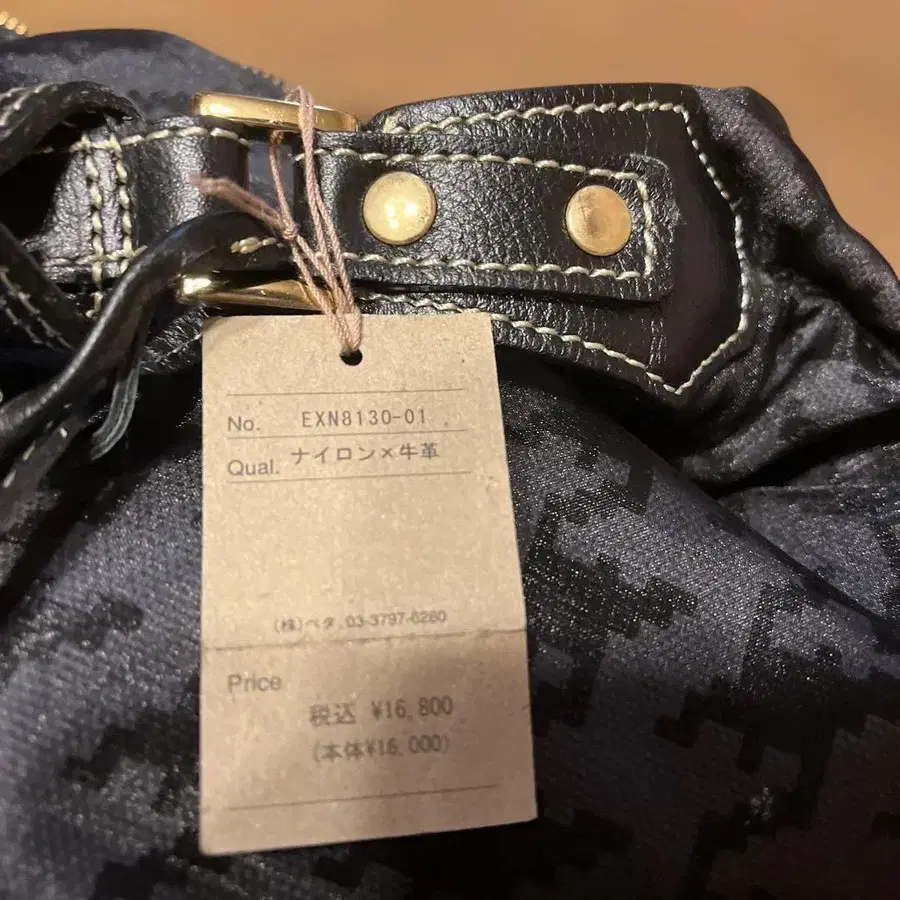 No. EXN8130-01
Qual. ナイロン×牛革
(株)ベタ 03-3797-6260
Price
税込 ¥16,800
(本体¥16,000)